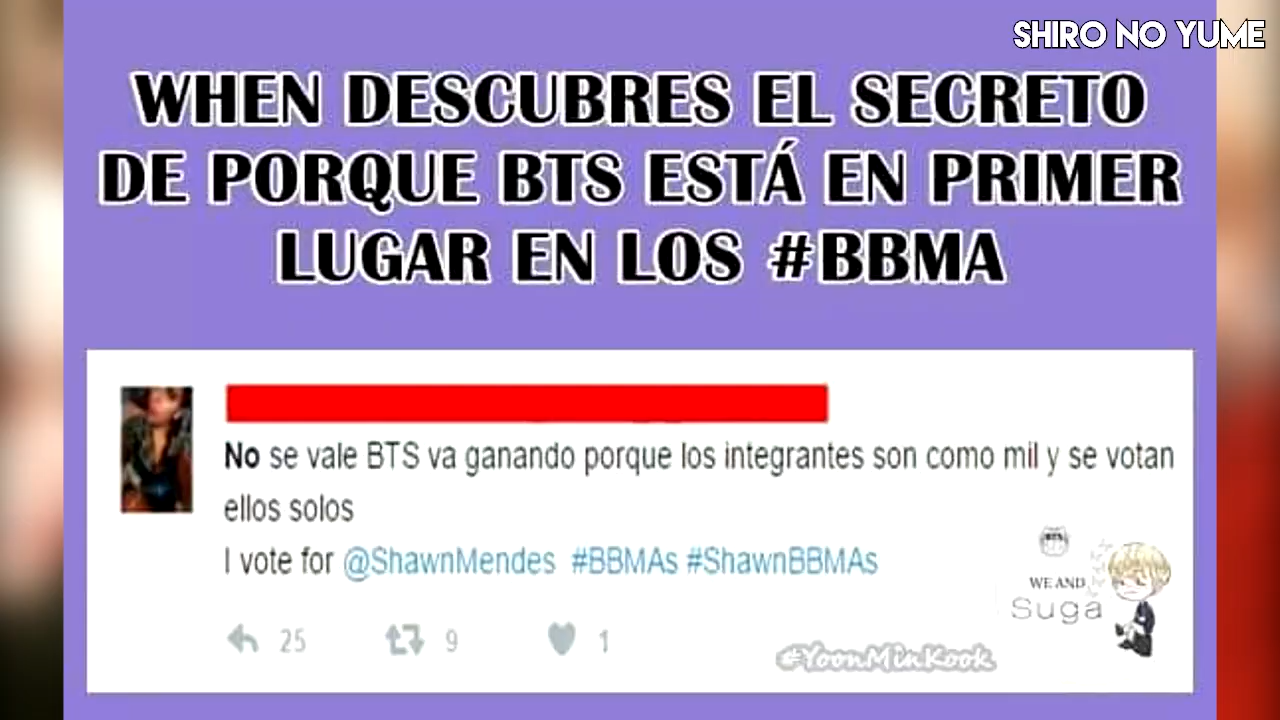 SHIRO NO YUME
WHEN DESCUBRES EL SECRETO
DE PORQUE BTS ESTÁ EN PRIMER
LUGAR EN LOS #BBMA
No se vale BTS va ganando porque los integrantes son como mil y se votan
ellos solos
I vote for @ShawnMendes #BBMAs #ShawnBBMAs
BTS
WE AND
Suga
25 9 1
#YoonMinKook